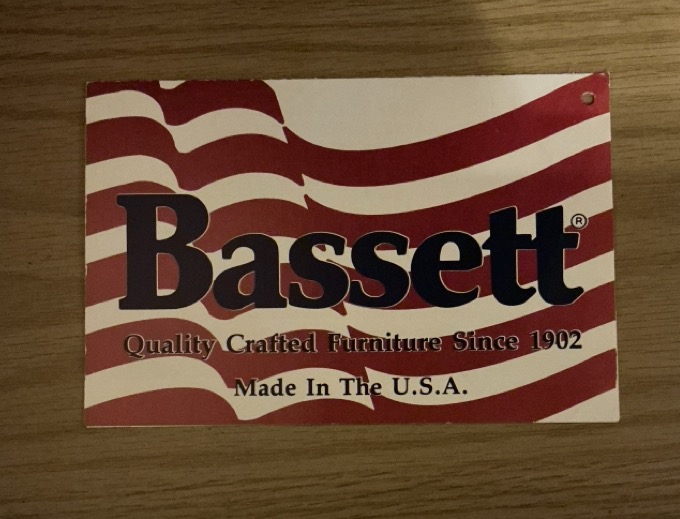 Bassett®
Quality Crafted Furniture Since 1902
Made In The U.S.A.